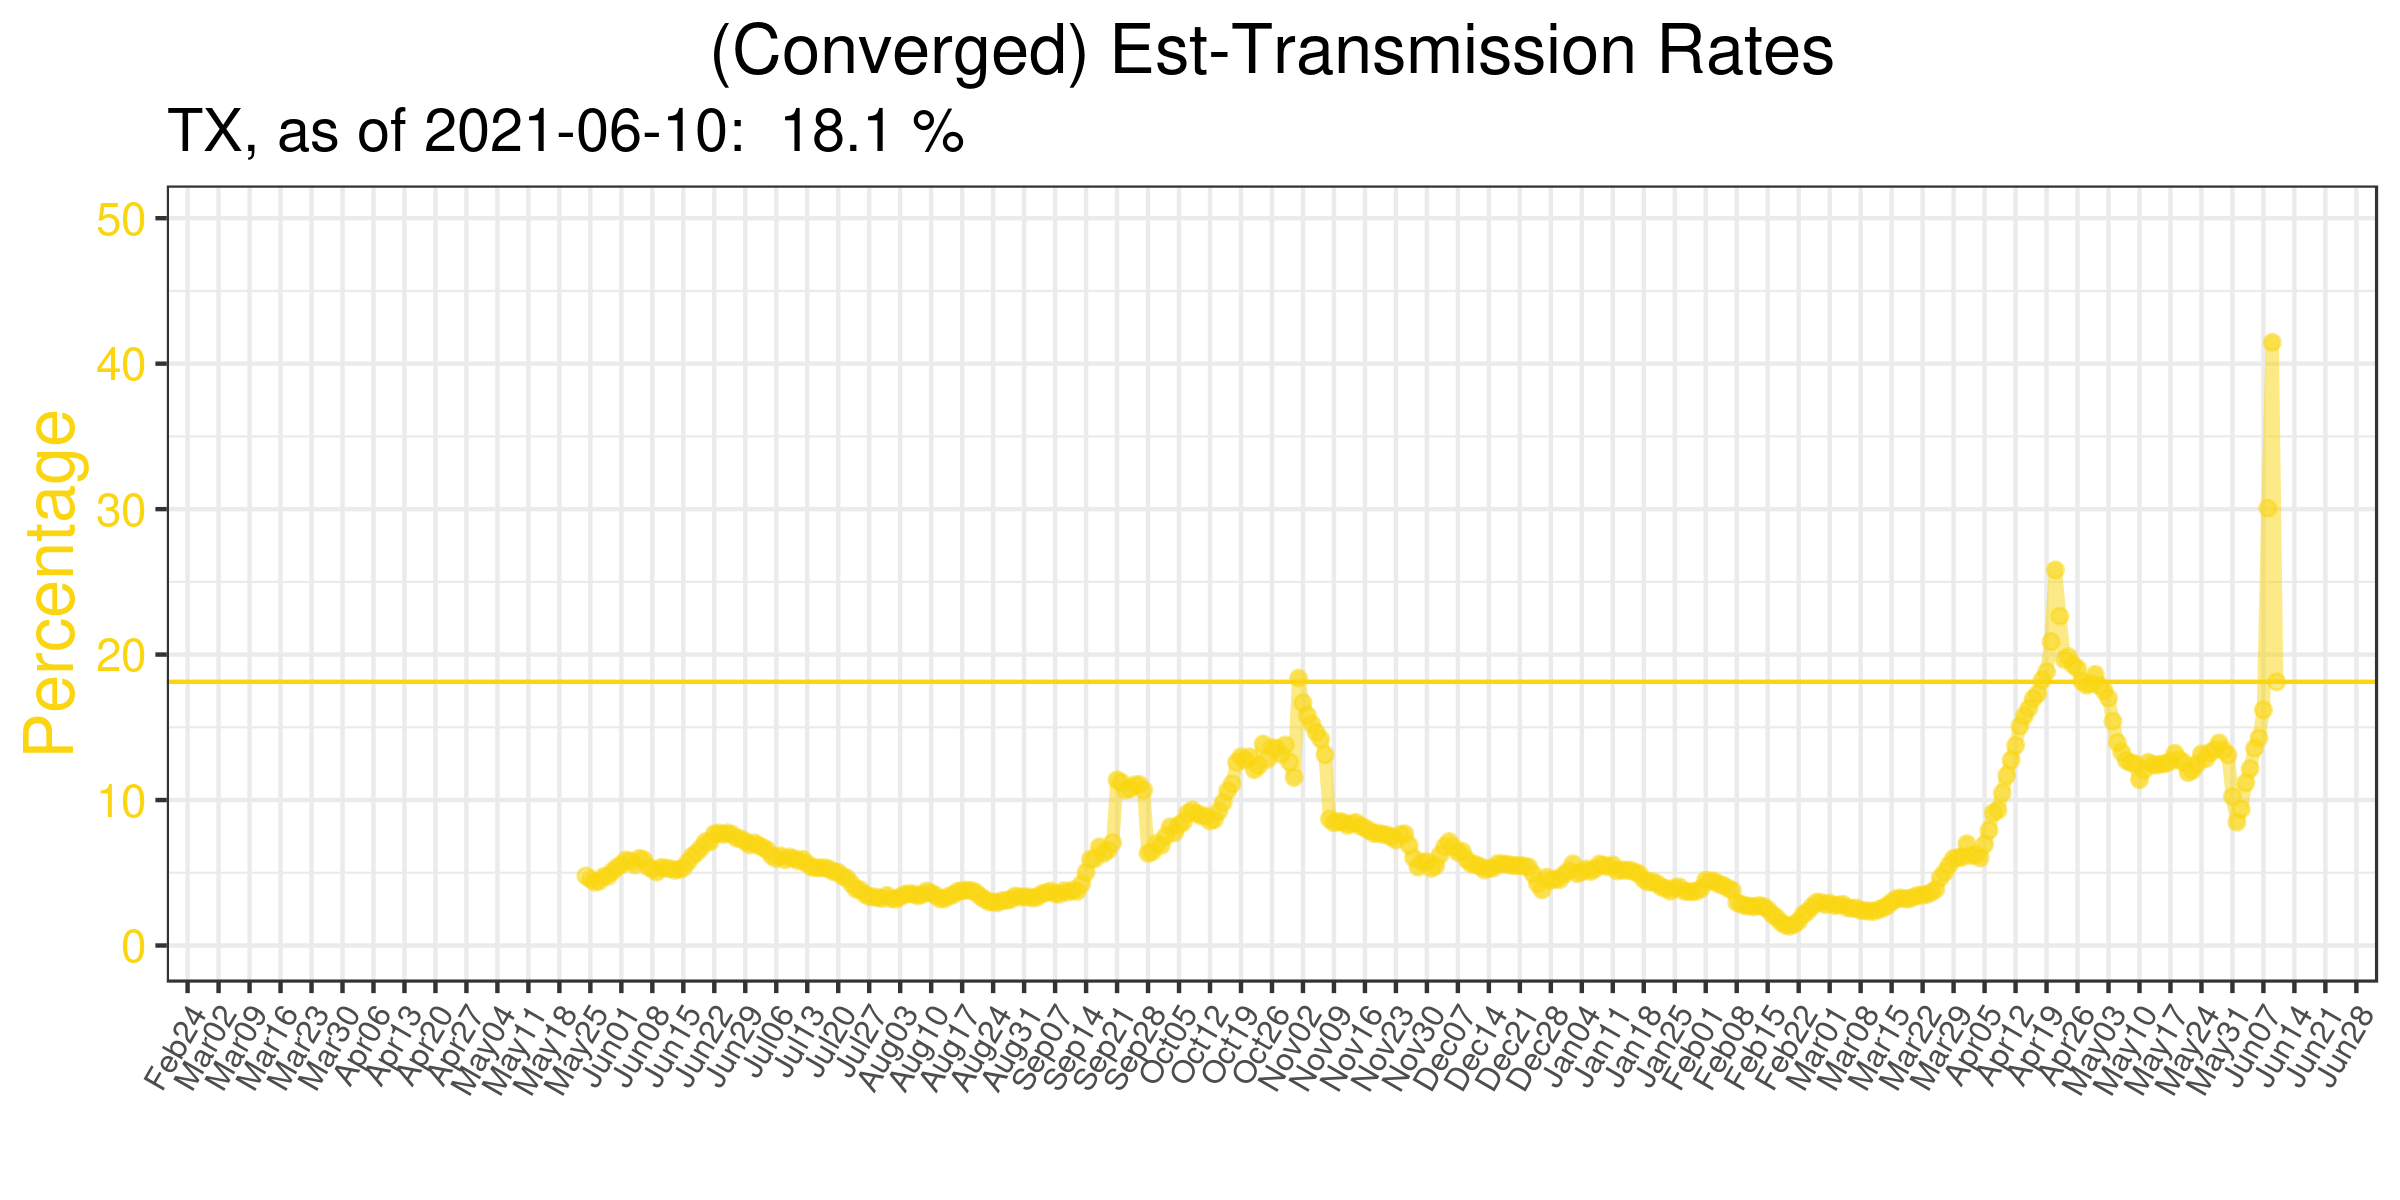 (Converged) Est-Transmission Rates
TX, as of 2021-06-10:  18.1 %
Percentage
50
40
30
20
10
0
Feb24
Mar02
Mar09
Mar16
Mar23
Mar30
Apr06
Apr13
Apr20
Apr27
May04
May11
May18
May25
Jun01
Jun08
Jun15
Jun22
Jun29
Jul06
Jul13
Jul20
Jul27
Aug03
Aug10
Aug17
Aug24
Aug31
Sep07
Sep14
Sep21
Sep28
Oct05
Oct12
Oct19
Oct26
Nov02
Nov09
Nov16
Nov23
Nov30
Dec07
Dec14
Dec21
Dec28
Jan04
Jan11
Jan18
Jan25
Feb01
Feb08
Feb15
Feb22
Mar01
Mar08
Mar15
Mar22
Mar29
Apr05
Apr12
Apr19
Apr26
May03
May10
May17
May24
May31
Jun07
Jun14
Jun21
Jun28